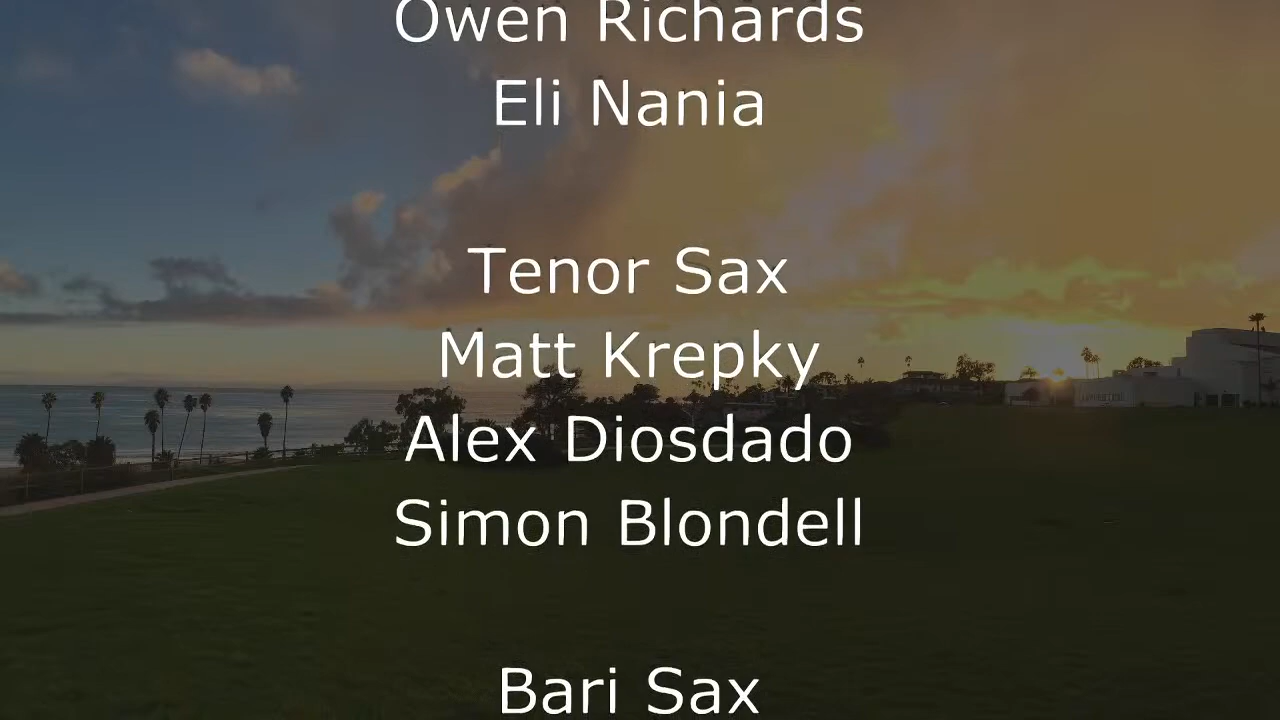 Owen Richards
Eli Nania
Tenor Sax
Matt Krepky
Alex Diosdado
Simon Blondell
Bari Sax